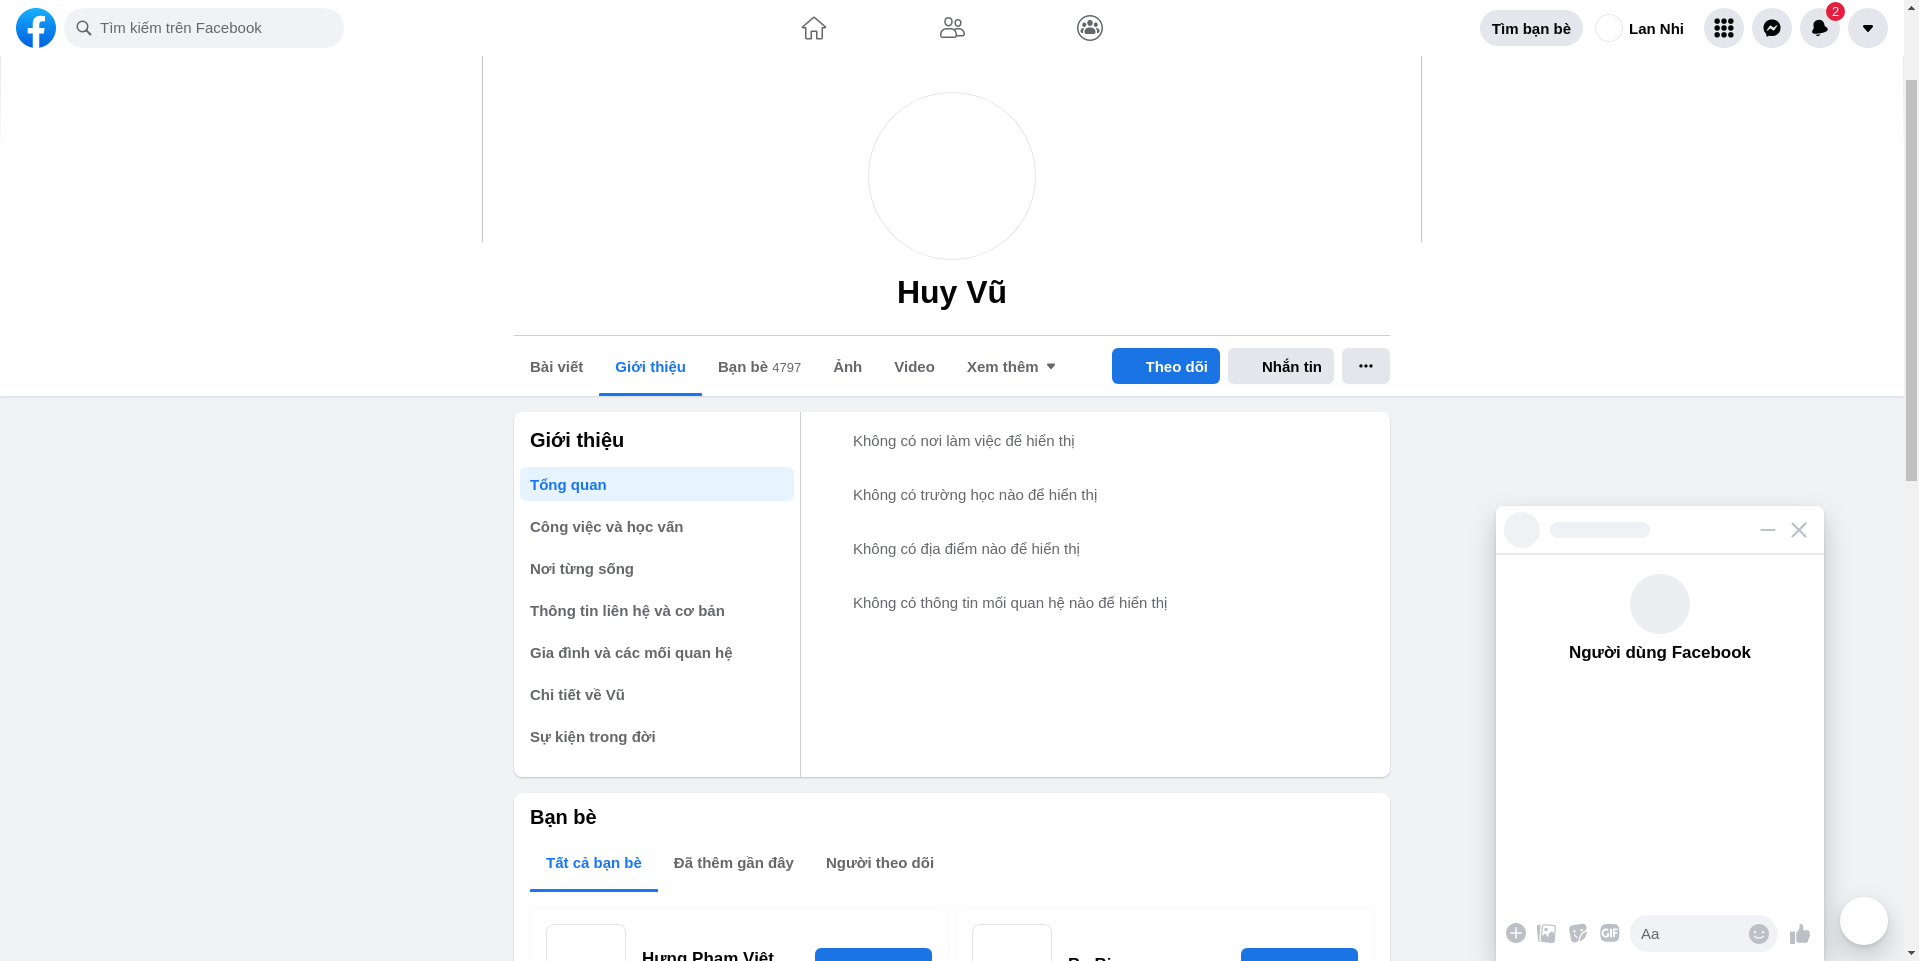 Tìm kiếm trên Facebook
Tìm bạn bè
Lan Nhi
2
Huy Vũ
Bài viết
Giới thiệu
Bạn bè 4797
Ảnh
Video
Xem thêm
Theo dõi
Nhắn tin
Giới thiệu
Tổng quan
Công việc và học vấn
Nơi từng sống
Thông tin liên hệ và cơ bản
Gia đình và các mối quan hệ
Chi tiết về Vũ
Sự kiện trong đời
Không có nơi làm việc để hiển thị
Không có trường học nào để hiển thị
Không có địa điểm nào để hiển thị
Không có thông tin mối quan hệ nào để hiển thị
Bạn bè
Tất cả bạn bè
Đã thêm gần đây
Người theo dõi
Hưng Phạm Việt
Người dùng Facebook
GIF
Aa